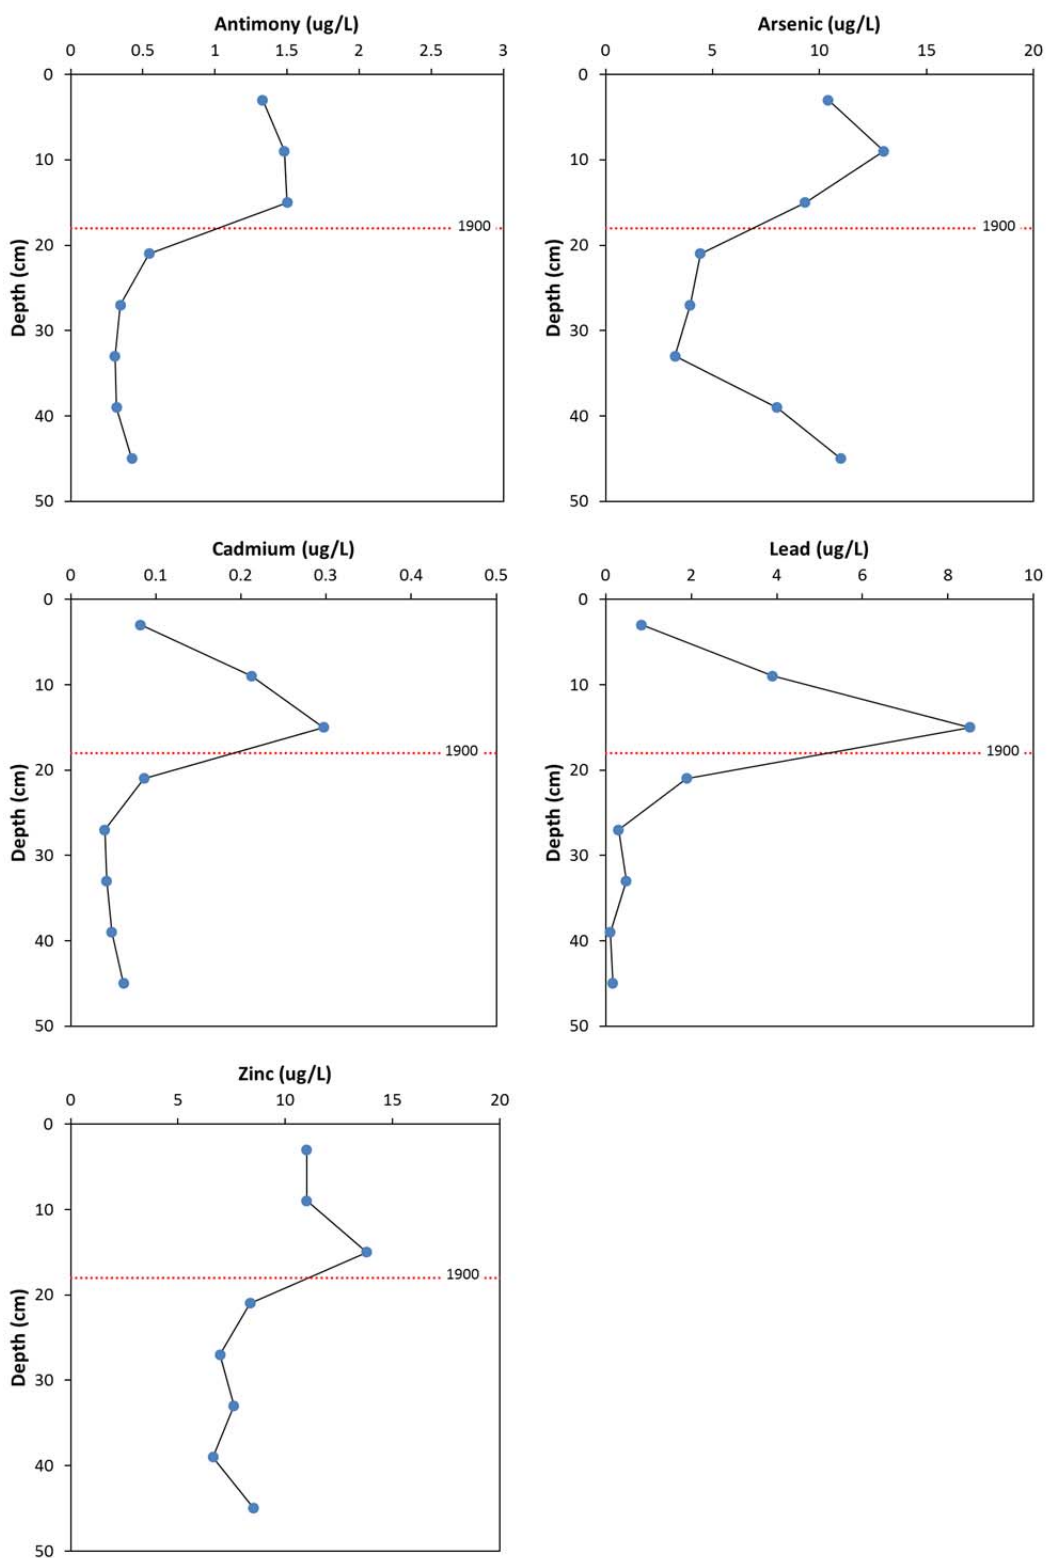 Antimony (ug/L)
0 0.5 1 1.5 2 2.5 3
0
10
20
30
40
50
Depth (cm)
1900
Arsenic (ug/L)
0 5 10 15 20
0
10
20
30
40
50
Depth (cm)
1900
Cadmium (ug/L)
0 0.1 0.2 0.3 0.4 0.5
0
10
20
30
40
50
Depth (cm)
1900
Lead (ug/L)
0 2 4 6 8 10
0
10
20
30
40
50
Depth (cm)
1900
Zinc (ug/L)
0 5 10 15 20
0
10
20
30
40
50
Depth (cm)
1900